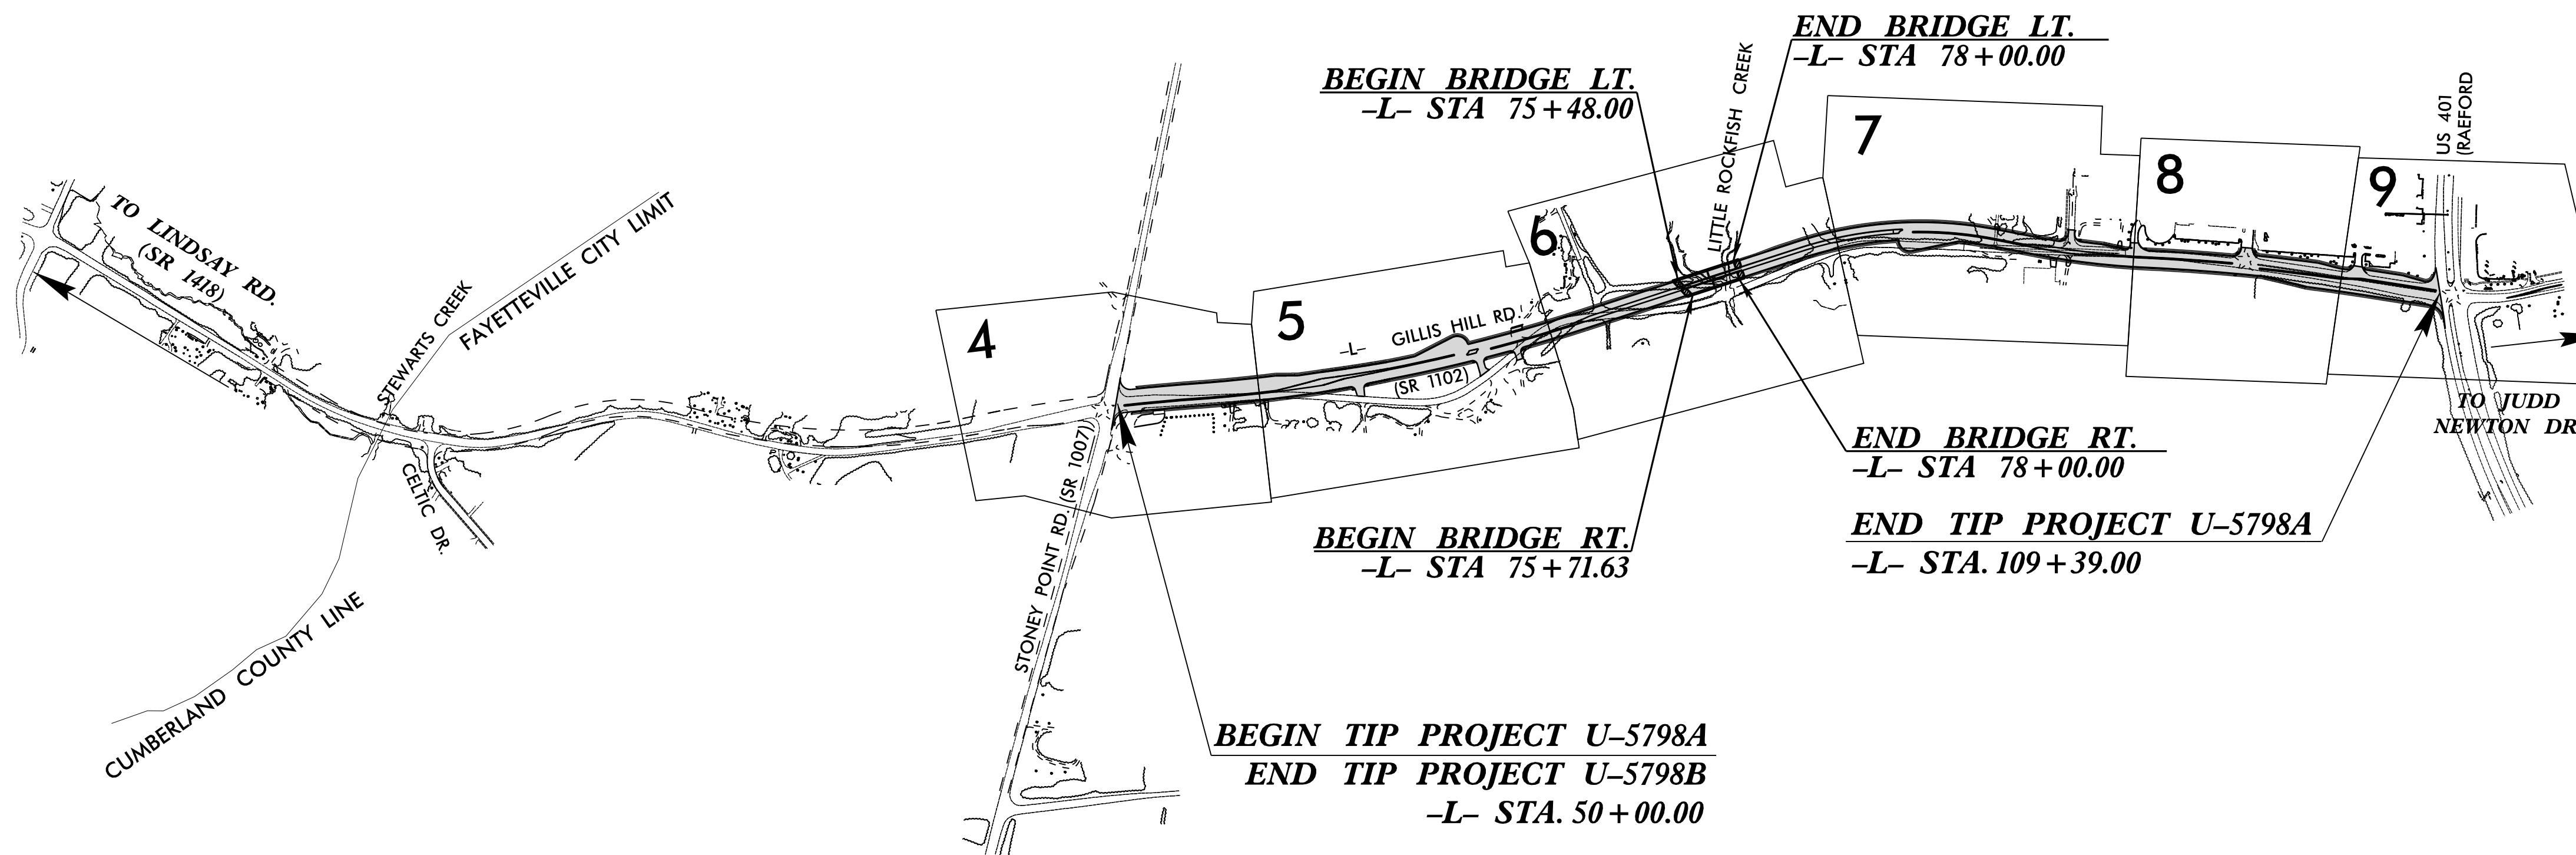 END BRIDGE LT.
–L– STA 78+00.00
BEGIN BRIDGE LT.
–L– STA 75+48.00
LITTLE ROCKFISH CREEK
US 401
(RAEFORD
7
8
9
6
5
4
TO LINDSAY RD.
(SR 1418)
STEWARTS CREEK
FAYETTEVILLE CITY LIMIT
–L– GILLIS HILL RD.
(SR 1102)
CELTIC DR.
STONEY POINT RD. (SR 1007)
CUMBERLAND COUNTY LINE
TO JUDD
NEWTON DR
END BRIDGE RT.
–L– STA 78+00.00
BEGIN BRIDGE RT.
–L– STA 75+71.63
END TIP PROJECT U–5798A
–L– STA. 109+39.00
BEGIN TIP PROJECT U–5798A
END TIP PROJECT U–5798B
–L– STA. 50+00.00